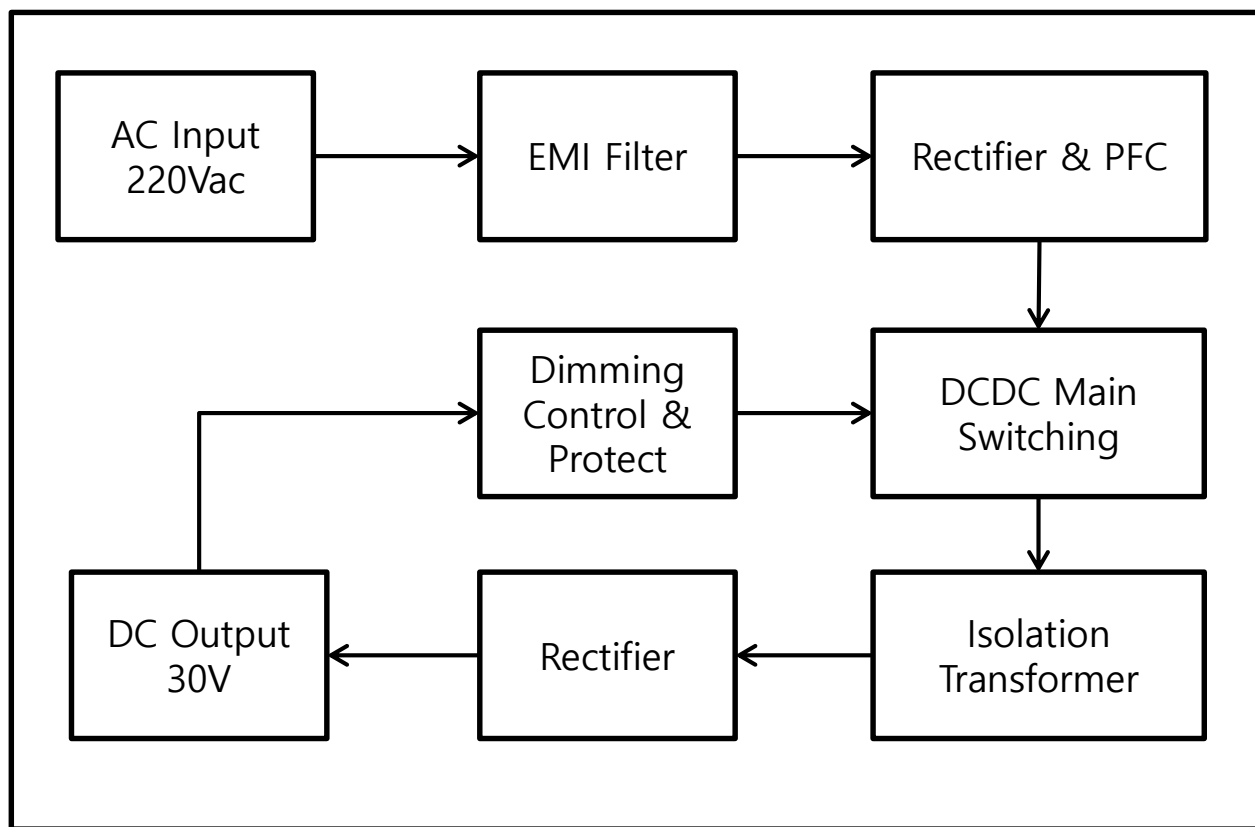 AC Input
220Vac
EMI Filter
Rectifier & PFC
Dimming
Control &
Protect
DCDC Main
Switching
DC Output
30V
Rectifier
Isolation
Transformer